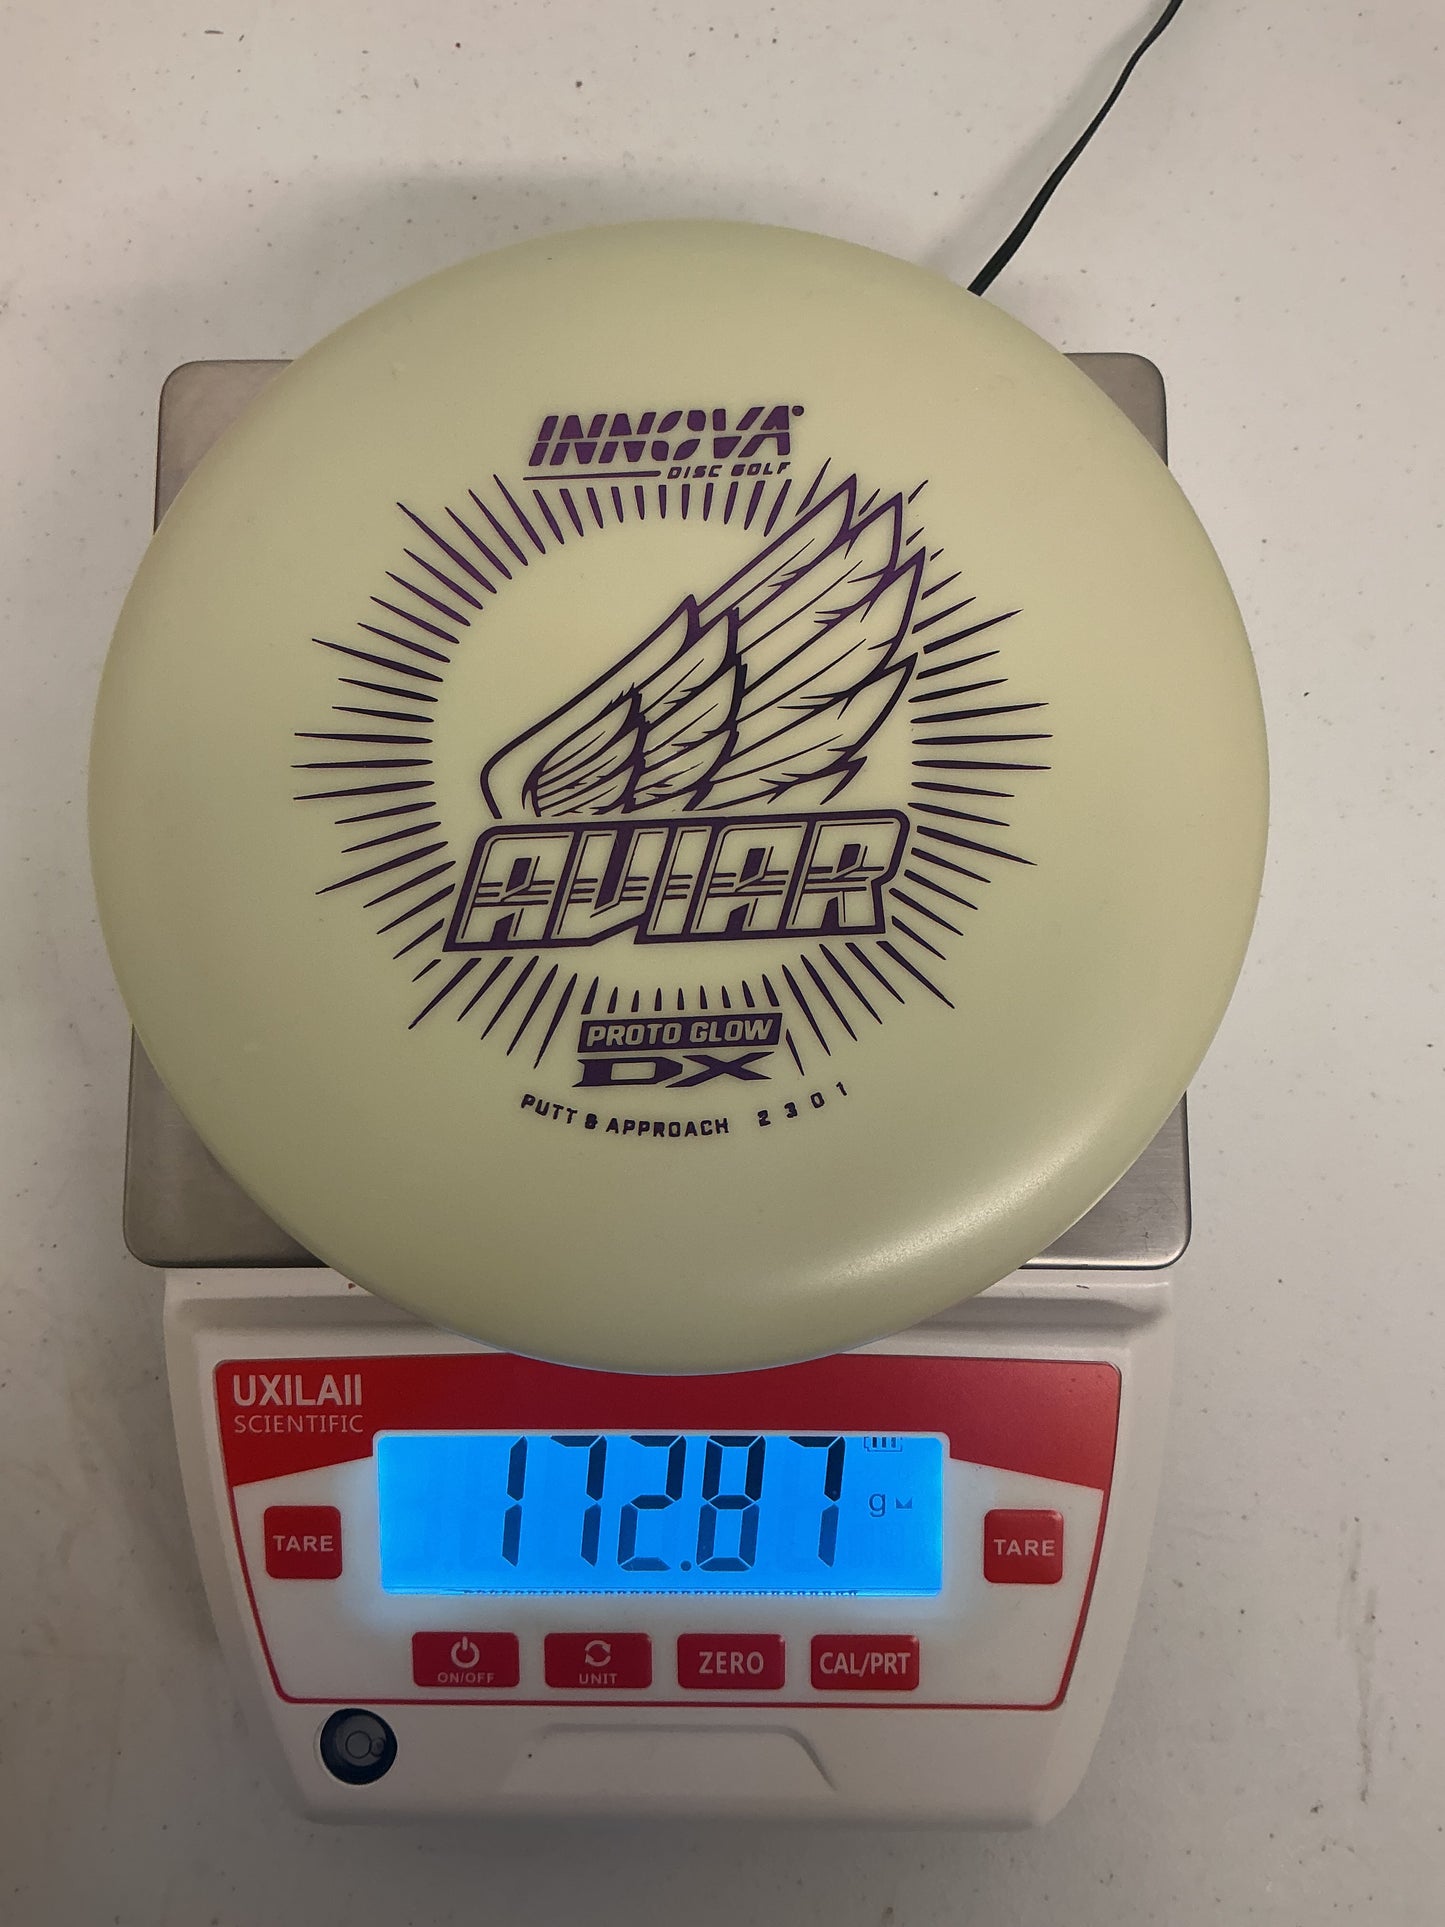 INNOVA
DISC GOLF
AVIAR
PROTO GLOW
DX
PUTT & APPROACH 2 3 0 1
UXILAII
SCIENTIFIC
172.87 g
TARE
TARE
ON/OFF
UNIT
ZERO
CAL/PRT